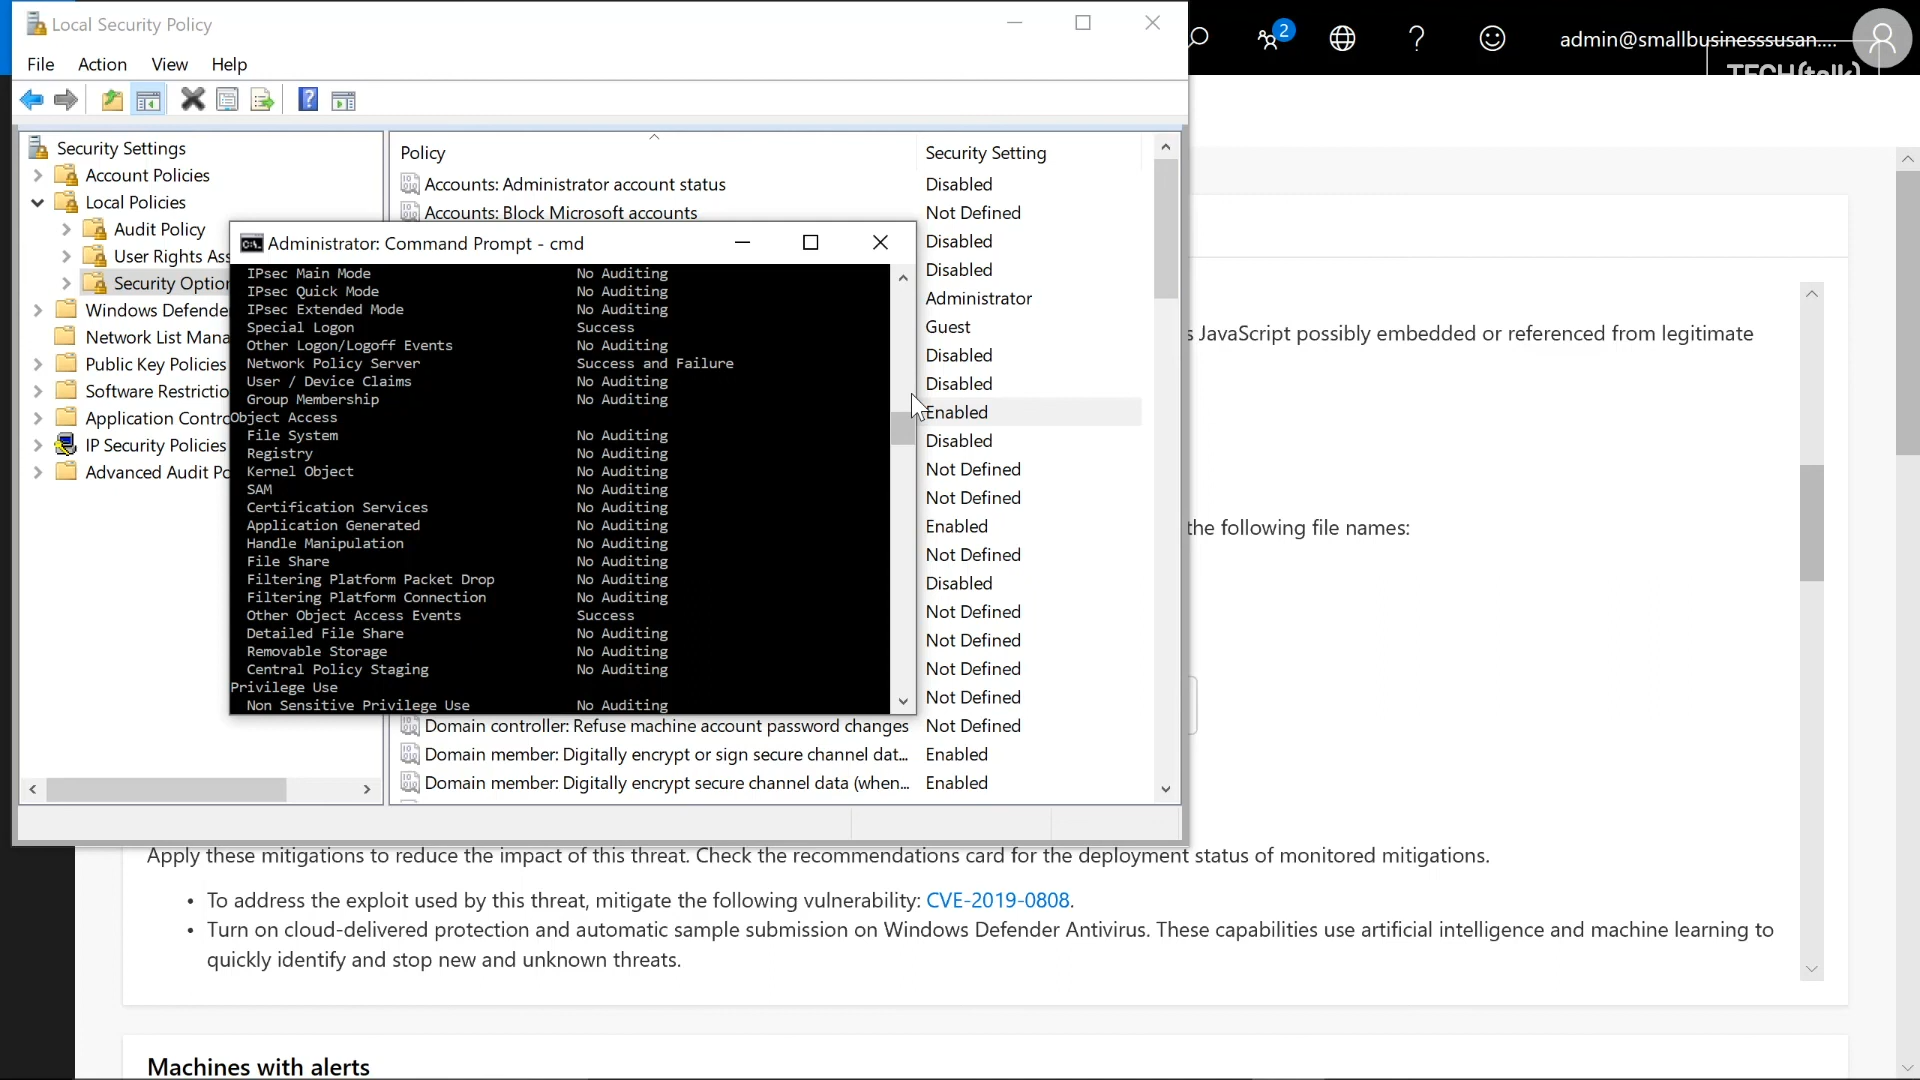 Local Security Policy
File Action View Help
2
admin@smallbusinesssusan....
TECH(talk)
Security Settings
Account Policies
Local Policies
Audit Policy
User Rights Ass
Security Option
Windows Defende
Network List Mana
Public Key Policies
Software Restrictio
Application Contro
IP Security Policies
Advanced Audit Po
Policy Security Setting
Accounts: Administrator account status Disabled
Accounts: Block Microsoft accounts Not Defined
Disabled
Disabled
Administrator
Guest
Disabled
Disabled
Enabled
Disabled
Not Defined
Not Defined
Enabled
Not Defined
Disabled
Not Defined
Not Defined
Not Defined
Not Defined
Domain controller: Refuse machine account password changes Not Defined
Domain member: Digitally encrypt or sign secure channel dat... Enabled
Domain member: Digitally encrypt secure channel data (when... Enabled
C:\. Administrator: Command Prompt - cmd
IPsec Main Mode No Auditing
IPsec Quick Mode No Auditing
IPsec Extended Mode No Auditing
Special Logon Success
Other Logon/Logoff Events No Auditing
Network Policy Server Success and Failure
User / Device Claims No Auditing
Group Membership No Auditing
Object Access
File System No Auditing
Registry No Auditing
Kernel Object No Auditing
SAM No Auditing
Certification Services No Auditing
Application Generated No Auditing
Handle Manipulation No Auditing
File Share No Auditing
Filtering Platform Packet Drop No Auditing
Filtering Platform Connection No Auditing
Other Object Access Events Success
Detailed File Share No Auditing
Removable Storage No Auditing
Central Policy Staging No Auditing
Privilege Use
Non Sensitive Privilege Use No Auditing
s JavaScript possibly embedded or referenced from legitimate
the following file names:
Apply these mitigations to reduce the impact of this threat. Check the recommendations card for the deployment status of monitored mitigations.
• To address the exploit used by this threat, mitigate the following vulnerability: CVE-2019-0808.
• Turn on cloud-delivered protection and automatic sample submission on Windows Defender Antivirus. These capabilities use artificial intelligence and machine learning to
quickly identify and stop new and unknown threats.
Machines with alerts